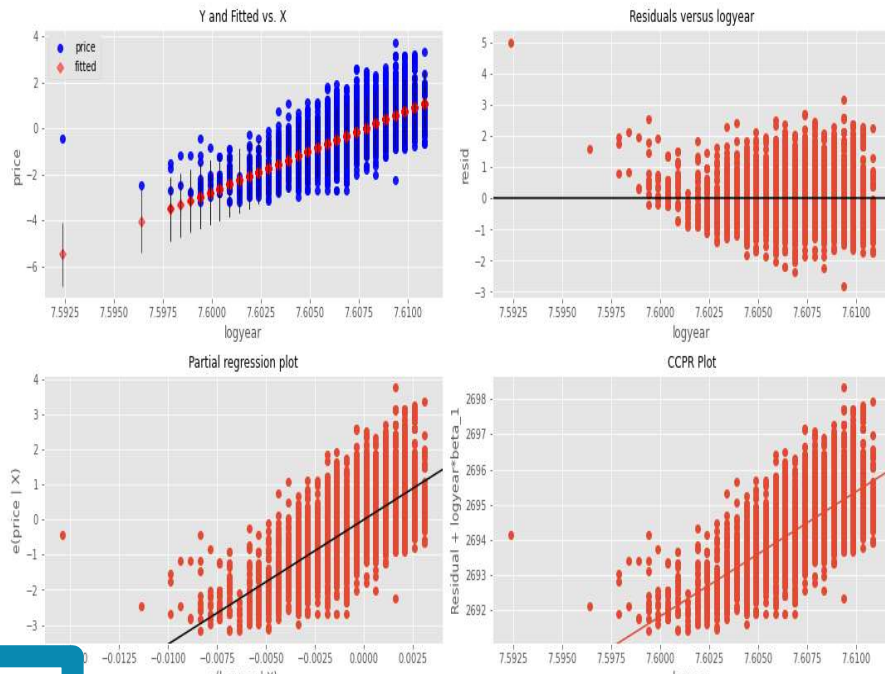 Y and Fitted vs. X
4
2
0
−2
−4
−6
price
price
fitted
7.5925 7.5950 7.5975 7.6000 7.6025 7.6050 7.6075 7.6100
logyear
Residuals versus logyear
5
4
3
2
1
0
−1
−2
−3
resid
7.5925 7.5950 7.5975 7.6000 7.6025 7.6050 7.6075 7.6100
logyear
Partial regression plot
4
3
2
1
0
−1
−2
−3
e(price | X)
−0.0125 −0.0100 −0.0075 −0.0050 −0.0025 0.0000 0.0025
CCPR Plot
2698
2697
2696
2695
2694
2693
2692
Residual + logyear*beta_1
7.5925 7.5950 7.5975 7.6000 7.6025 7.6050 7.6075 7.6100